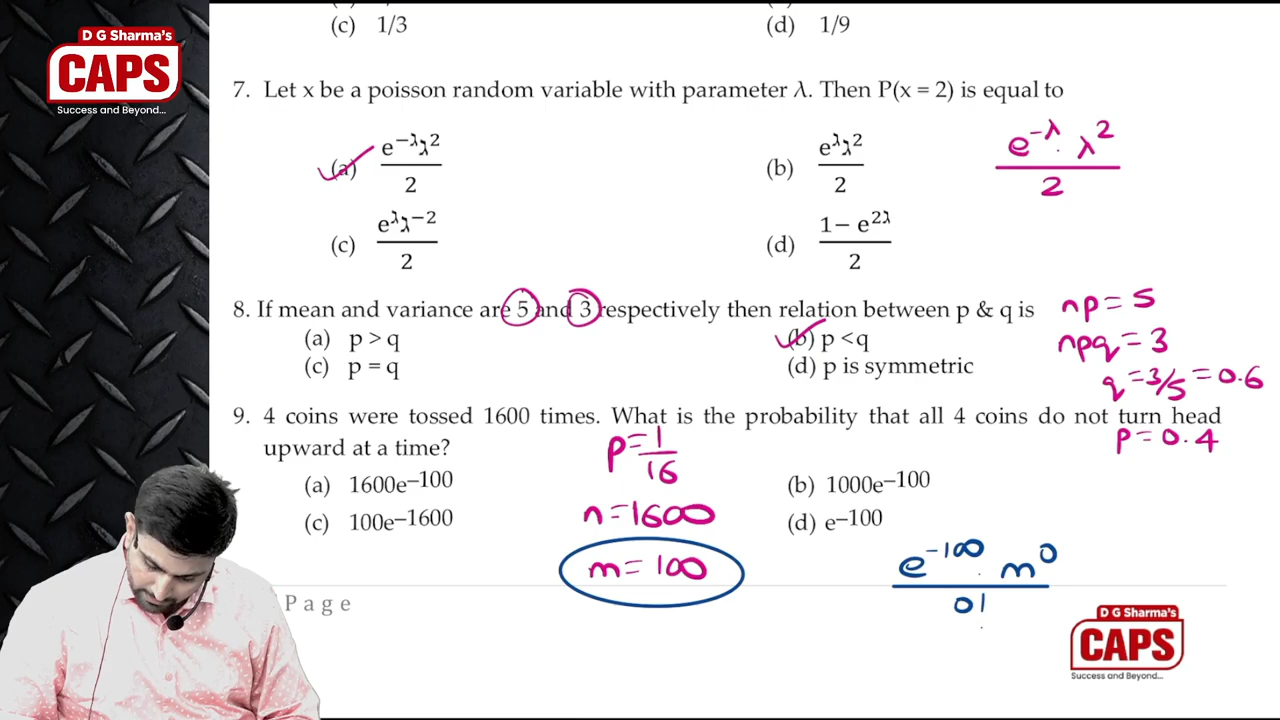 D G Sharma's
CAPS
Success and Beyond...
(c) 1/3
(d) 1/9
7. Let x be a poisson random variable with parameter λ. Then P(x = 2) is equal to
(a) e^−λ λ^2 / 2
(b) e^λ λ^2 / 2
e^-λ . λ^2 / 2
(c) e^λ λ^−2 / 2
(d) 1− e^2λ / 2
8. If mean and variance are 5 and 3 respectively then relation between p & q is
np = 5
(a) p > q
(b) p <q
npq = 3
(c) p = q
(d) p is symmetric
q = 3/5 = 0.6
9. 4 coins were tossed 1600 times. What is the probability that all 4 coins do not turn head
upward at a time?
p = 0.4
p = 1/16
(a) 1600e^−100
(b) 1000e^−100
n = 1600
(c) 100e^−1600
(d) e^−100
m = 100
e^-100 . m^0 / 0!
Page
D G Sharma's
CAPS
Success and Beyond...